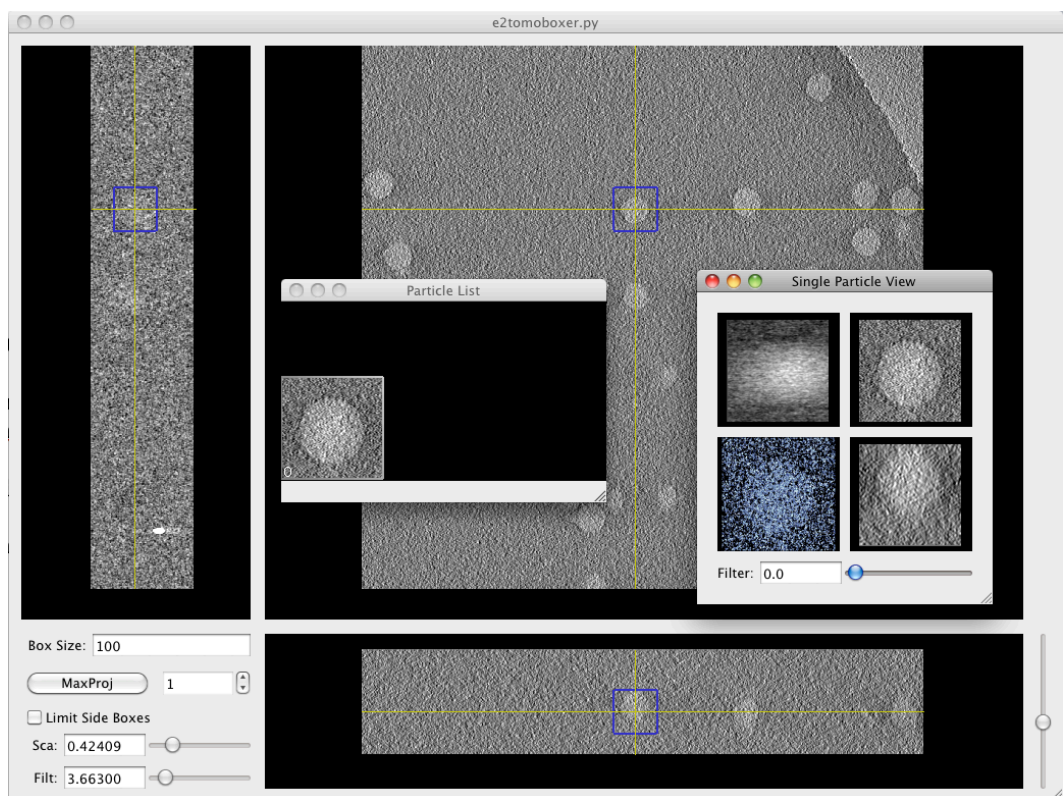 e2tomoboxer.py
Particle List
0
Single Particle View
Filter: 0.0
Box Size: 100
MaxProj 1
Limit Side Boxes
Sca: 0.42409
Filt: 3.66300